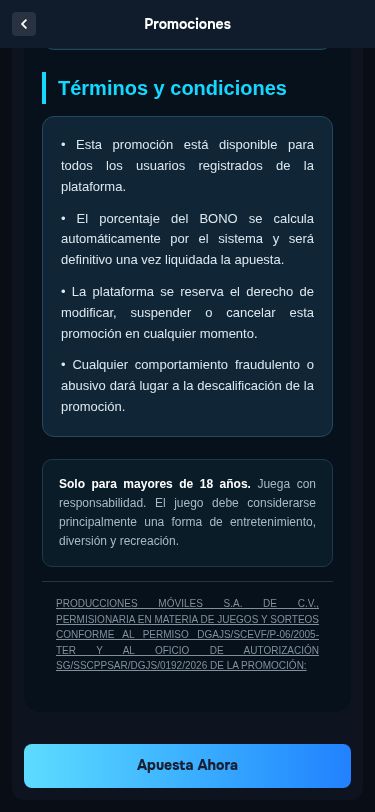 Promociones
Términos y condiciones
• Esta promoción está disponible para
todos los usuarios registrados de la
plataforma.
• El porcentaje del BONO se calcula
automáticamente por el sistema y será
definitivo una vez liquidada la apuesta.
• La plataforma se reserva el derecho de
modificar, suspender o cancelar esta
promoción en cualquier momento.
• Cualquier comportamiento fraudulento o
abusivo dará lugar a la descalificación de la
promoción.
Solo para mayores de 18 años. Juega con
responsabilidad. El juego debe considerarse
principalmente una forma de entretenimiento,
diversión y recreación.
PRODUCCIONES MÓVILES S.A. DE C.V.,
PERMISIONARIA EN MATERIA DE JUEGOS Y SORTEOS
CONFORME AL PERMISO DGAJS/SCEVF/P-06/2005-
TER Y AL OFICIO DE AUTORIZACIÓN
SG/SSCPPSAR/DGJS/0192/2026 DE LA PROMOCIÓN:
Apuesta Ahora